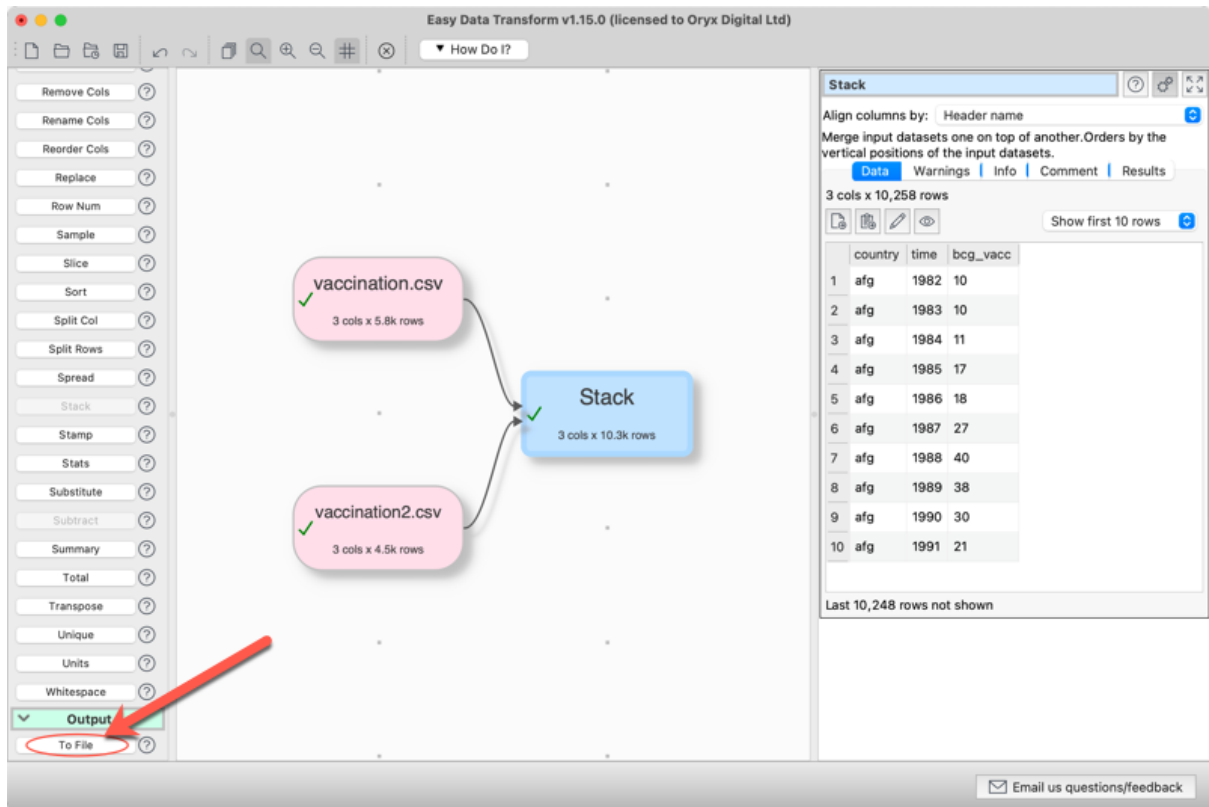 Easy Data Transform v1.15.0 (licensed to Oryx Digital Ltd)
How Do I?
Remove Cols
Rename Cols
Reorder Cols
Replace
Row Num
Sample
Slice
Sort
Split Col
Split Rows
Spread
Stack
Stamp
Stats
Substitute
Subtract
Summary
Total
Transpose
Unique
Units
Whitespace
Output
To File
vaccination.csv
3 cols x 5.8k rows
vaccination2.csv
3 cols x 4.5k rows
Stack
3 cols x 10.3k rows
Stack
Align columns by: Header name
Merge input datasets one on top of another.Orders by the
vertical positions of the input datasets.
Data Warnings Info Comment Results
3 cols x 10,258 rows
Show first 10 rows
country time bcg_vacc
1 afg 1982 10
2 afg 1983 10
3 afg 1984 11
4 afg 1985 17
5 afg 1986 18
6 afg 1987 27
7 afg 1988 40
8 afg 1989 38
9 afg 1990 30
10 afg 1991 21
Last 10,248 rows not shown
Email us questions/feedback